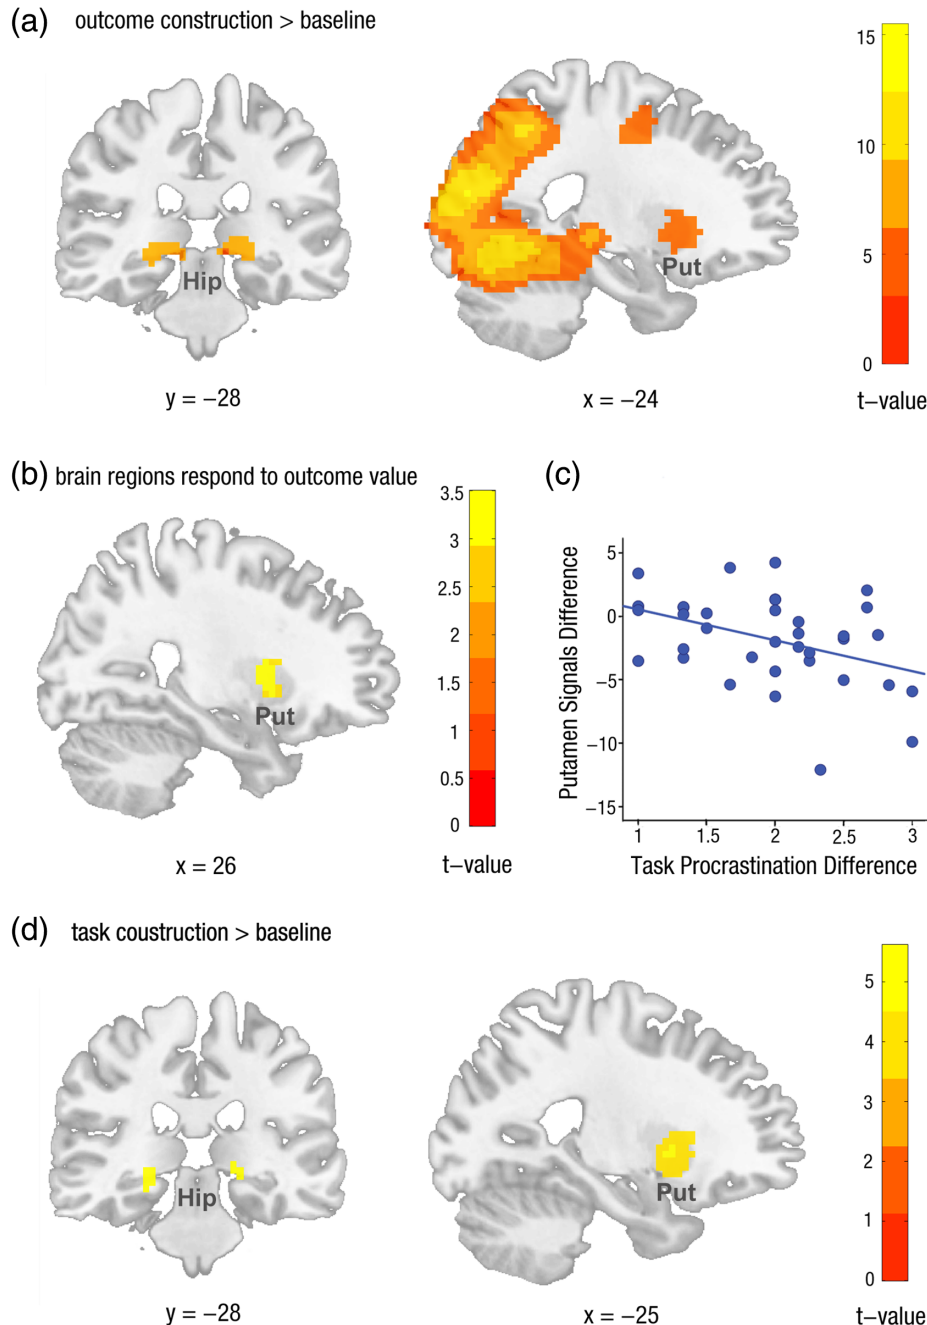 (a) outcome construction > baseline
15
10
5
0
t–value
Hip
Put
y = –28
x = –24
(b) brain regions respond to outcome value
3.5
3
2.5
2
1.5
1
0.5
0
t–value
Put
x = 26
(c)
Putamen Signals Difference
5
0
–5
–10
–15
1 1.5 2 2.5 3
Task Procrastination Difference
(d) task coustruction > baseline
5
4
3
2
1
0
t–value
Hip
Put
y = –28
x = –25